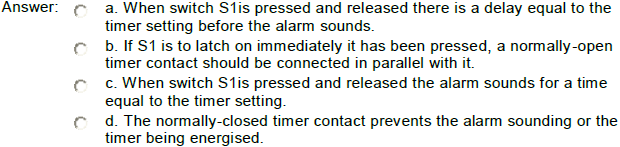 Answer: a. When switch S1is pressed and released there is a delay equal to the
timer setting before the alarm sounds.
b. If S1 is to latch on immediately it has been pressed, a normally-open
timer contact should be connected in parallel with it.
c. When switch S1is pressed and released the alarm sounds for a time
equal to the timer setting.
d. The normally-closed timer contact prevents the alarm sounding or the
timer being energised.